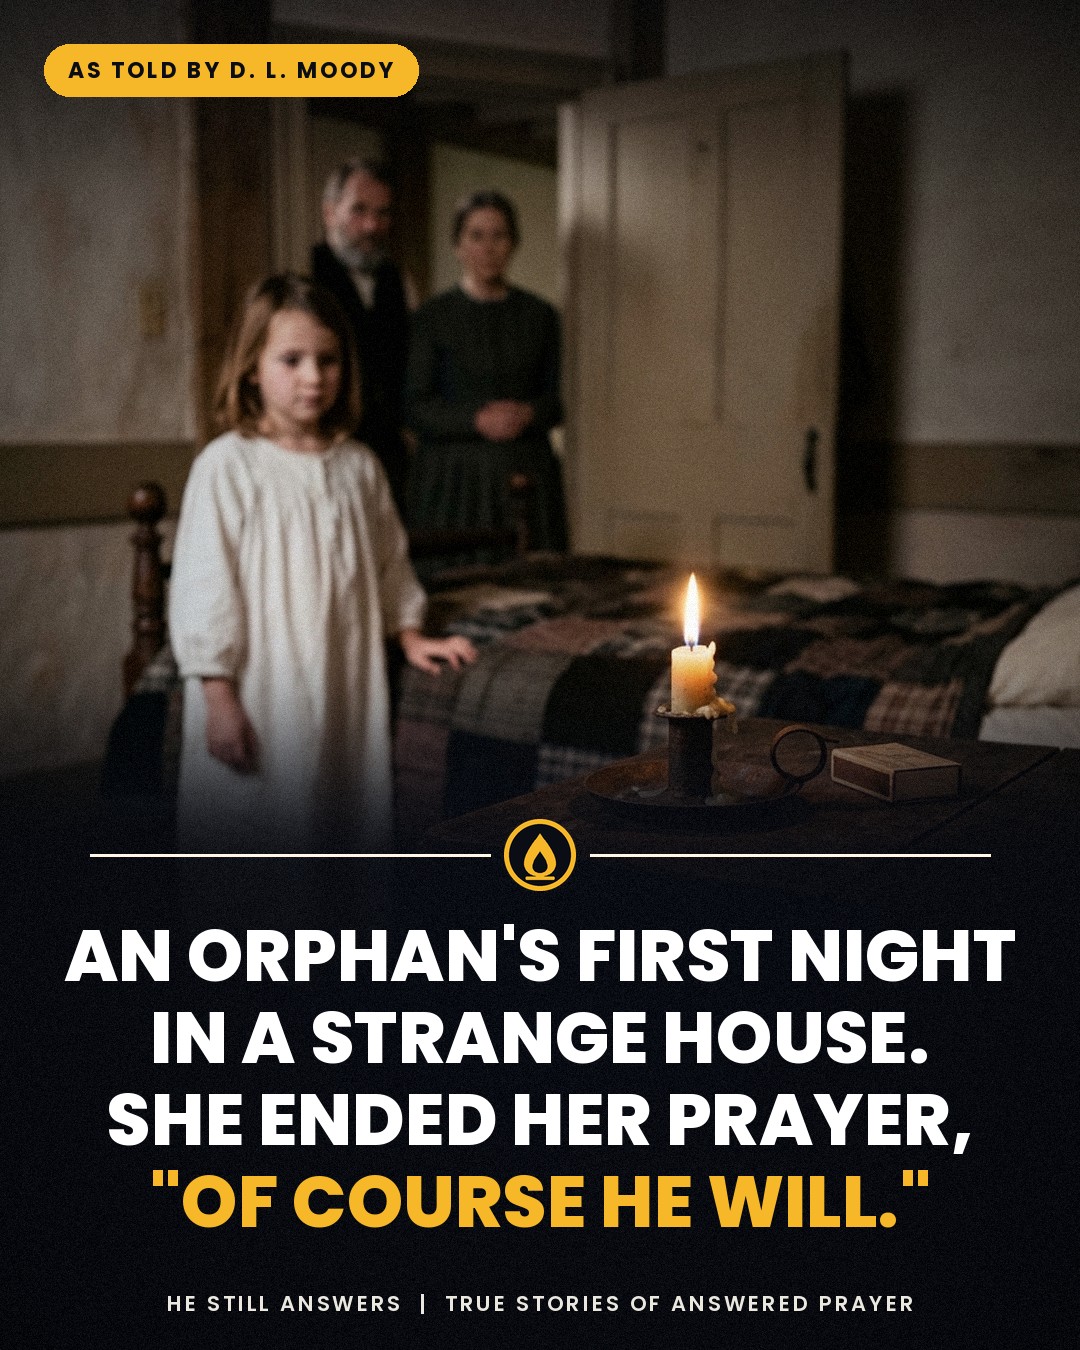 AS TOLD BY D. L. MOODY
AN ORPHAN'S FIRST NIGHT
IN A STRANGE HOUSE.
SHE ENDED HER PRAYER,
"OF COURSE HE WILL."
HE STILL ANSWERS | TRUE STORIES OF ANSWERED PRAYER